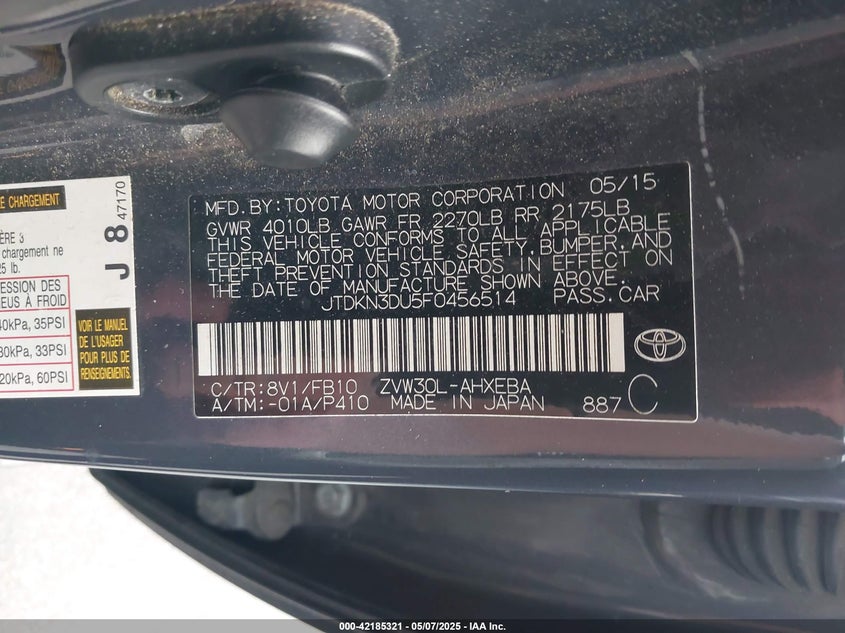 MFD.BY:TOYOTA MOTOR CORPORATION 05/15
GVWR 4010LB GAWR FR 2270LB RR 2175LB
THIS VEHICLE CONFORMS TO ALL APPLICABLE
FEDERAL MOTOR VEHICLE SAFETY, BUMPER, AND
THEFT PREVENTION STANDARDS IN EFFECT ON
THE DATE OF MANUFACTURE SHOWN ABOVE.
JTDKN3DU5F0456514 PASS.CAR
C/TR:8V1/FB10 ZVW30L-AHXEBA
A/TM:-01A/P410 MADE IN JAPAN 887 C
CHARGEMENT
J 8 47170
chargement ne
lb.
DES
À FROID
35PSI
33PSI
60PSI
VOIR LE MANUEL
DE L'USAGER
POUR PLUS DE
RENSEIGNEMENTS
000-42185321 - 05/07/2025 - IAA Inc.